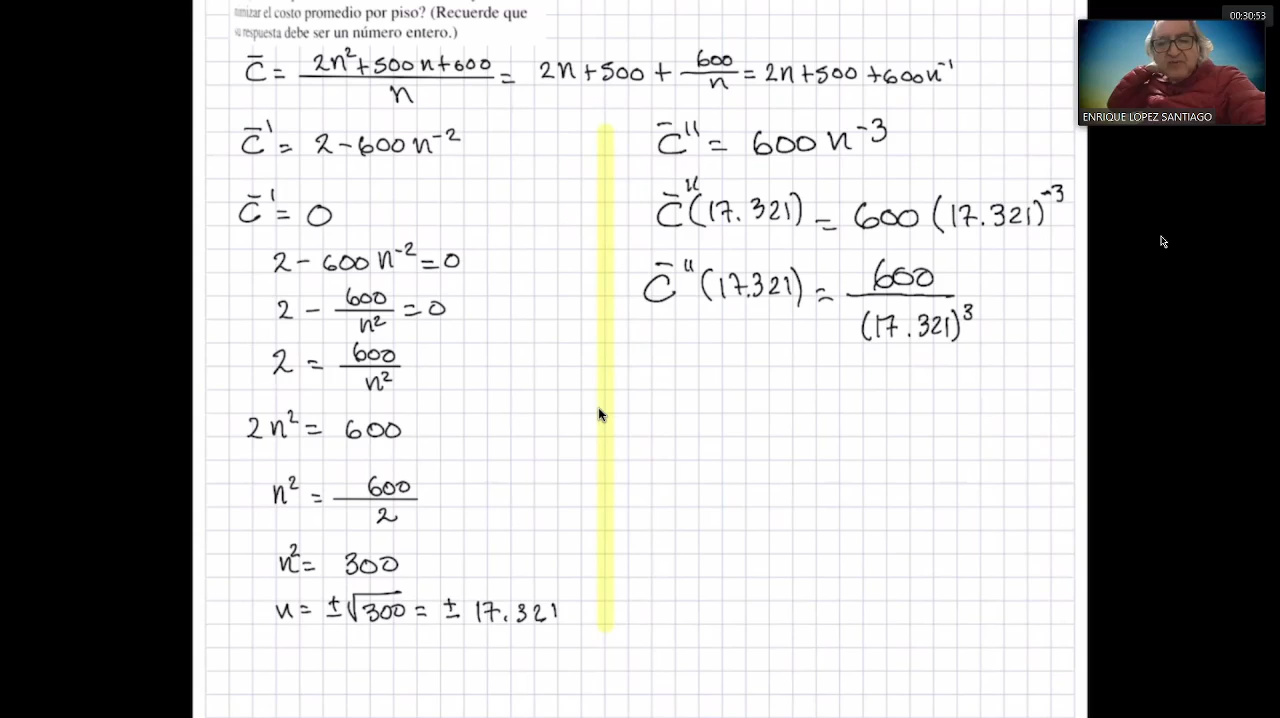 el costo promedio por piso? (Recuerde que
respuesta debe ser un número entero.)
C̄ = (2n²+500n+600)/n = 2n+500 + 600/n = 2n+500 +600n⁻¹
C̄' = 2-600n⁻²
C̄' = 0
2-600n⁻²=0
2 - 600/n² = 0
2 = 600/n²
2n² = 600
n² = 600/2
n² = 300
n = ±√300 = ± 17.321
C̄'' = 600n⁻³
C̄''(17.321) = 600(17.321)⁻³
C̄''(17.321) = 600/(17.321)³
00:30:53
ENRIQUE LOPEZ SANTIAGO